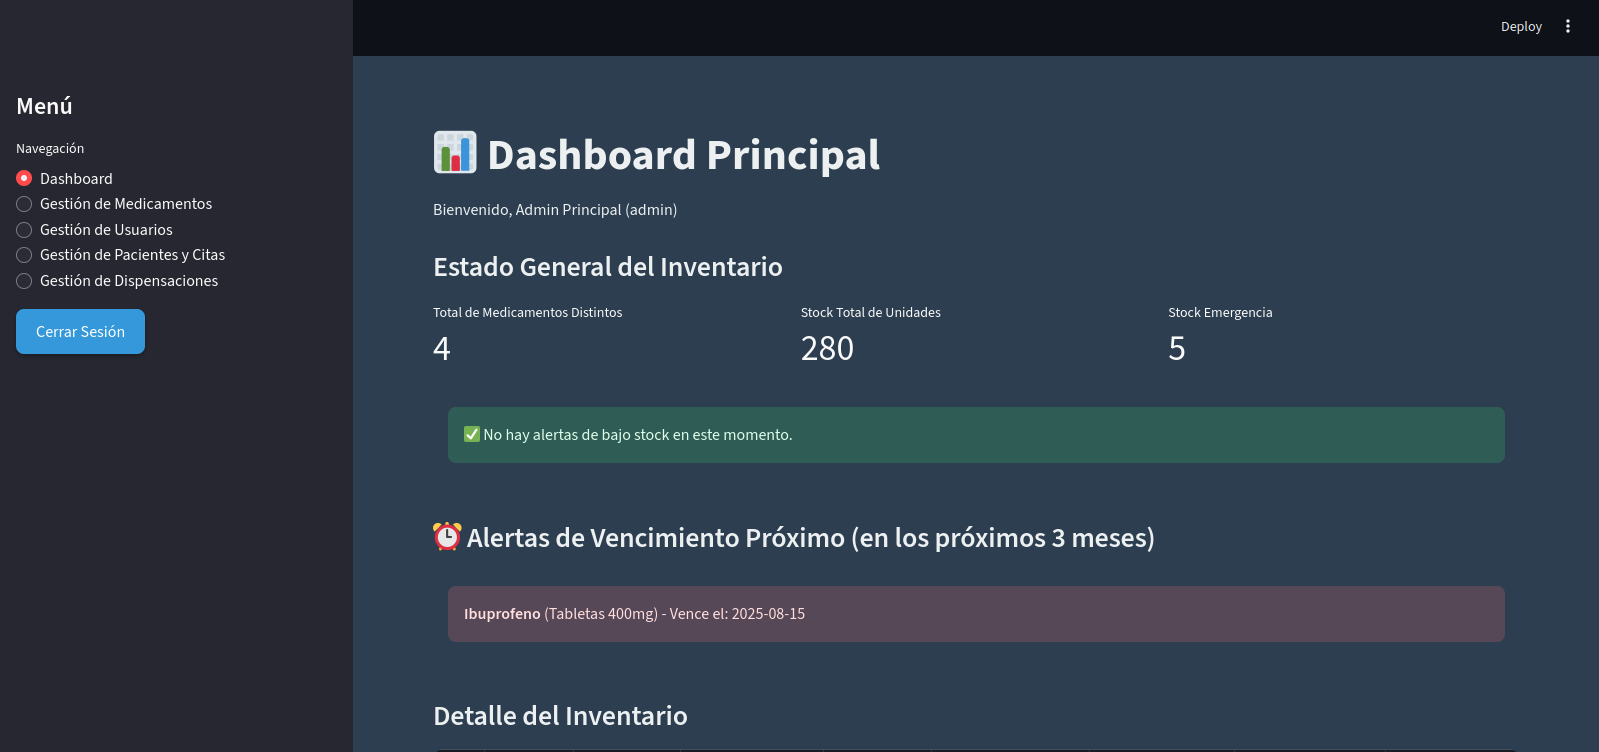 Deploy
Menú
Navegación
Dashboard
Gestión de Medicamentos
Gestión de Usuarios
Gestión de Pacientes y Citas
Gestión de Dispensaciones
Cerrar Sesión
Dashboard Principal
Bienvenido, Admin Principal (admin)
Estado General del Inventario
Total de Medicamentos Distintos
4
Stock Total de Unidades
280
Stock Emergencia
5
No hay alertas de bajo stock en este momento.
Alertas de Vencimiento Próximo (en los próximos 3 meses)
Ibuprofeno (Tabletas 400mg) - Vence el: 2025-08-15
Detalle del Inventario